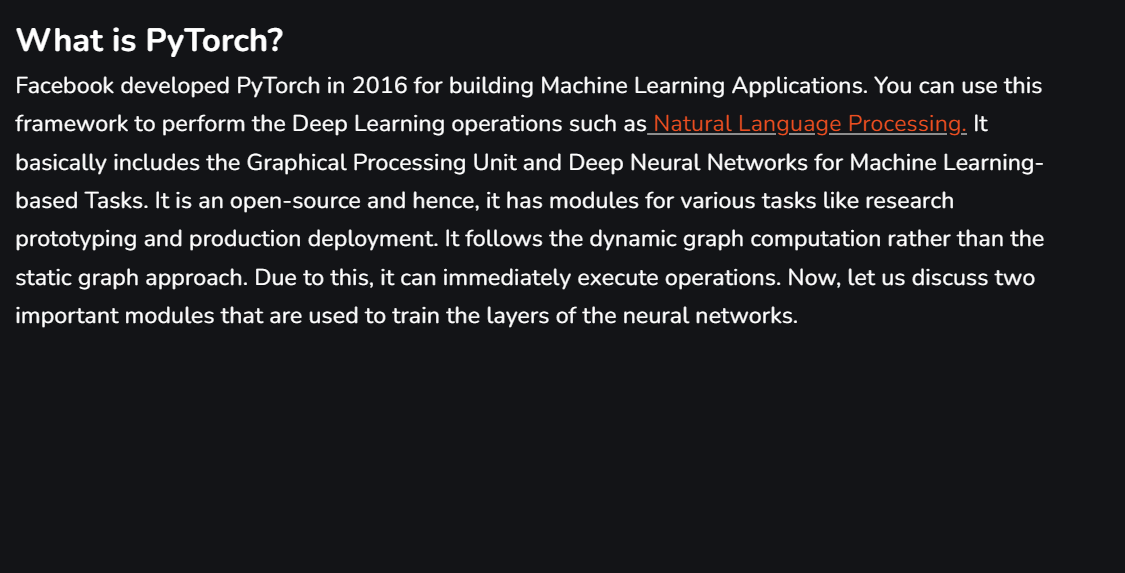 What is PyTorch?
Facebook developed PyTorch in 2016 for building Machine Learning Applications. You can use this
framework to perform the Deep Learning operations such as Natural Language Processing. It
basically includes the Graphical Processing Unit and Deep Neural Networks for Machine Learning-
based Tasks. It is an open-source and hence, it has modules for various tasks like research
prototyping and production deployment. It follows the dynamic graph computation rather than the
static graph approach. Due to this, it can immediately execute operations. Now, let us discuss two
important modules that are used to train the layers of the neural networks.